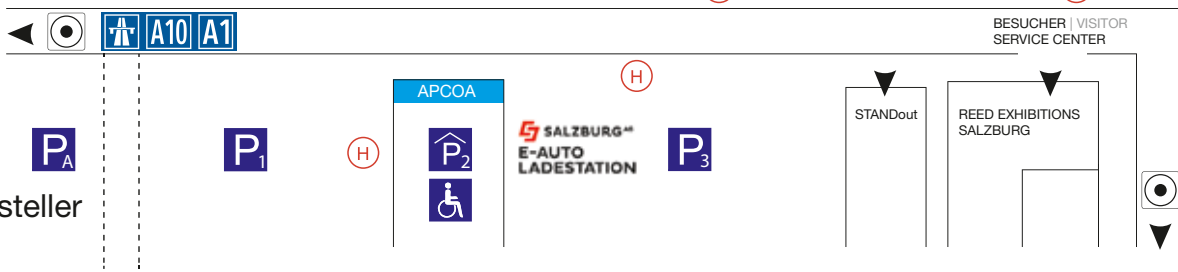 A10 A1
BESUCHER | VISITOR
SERVICE CENTER
H
APCOA
STANDout
REED EXHIBITIONS
SALZBURG
PA
P1
H
P2
SALZBURG AG
E-AUTO
LADESTATION
P3
steller